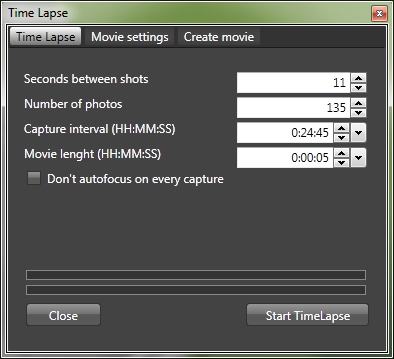 Time Lapse
Time Lapse Movie settings Create movie
Seconds between shots 11
Number of photos 135
Capture interval (HH:MM:SS) 0:24:45
Movie lenght (HH:MM:SS) 0:00:05
Don't autofocus on every capture
Close Start TimeLapse